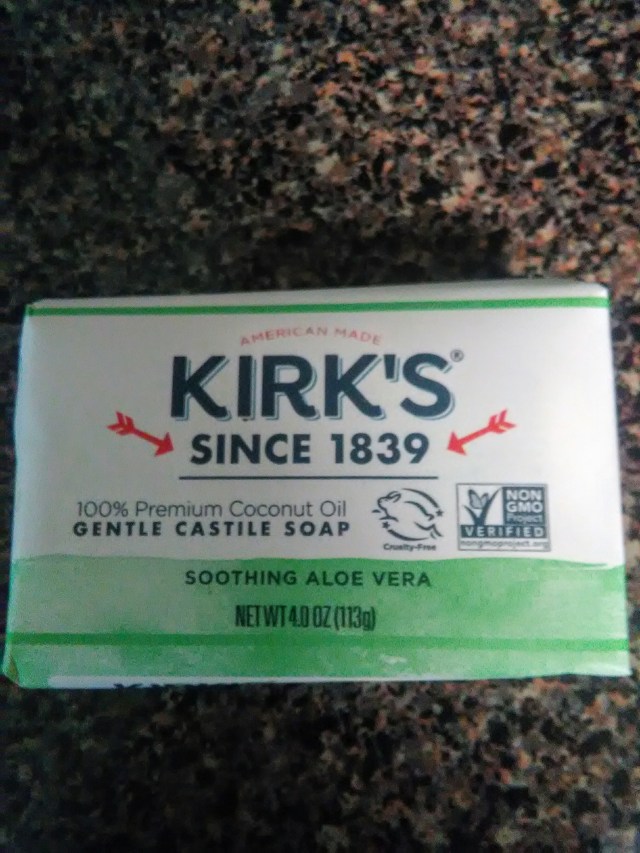 AMERICAN MADE
KIRK'S®
SINCE 1839
100% Premium Coconut Oil
GENTLE CASTILE SOAP
Cruelty-Free
NON
GMO
Project
VERIFIED
nongmoproject.org
SOOTHING ALOE VERA
NET WT 4.0 OZ (113g)